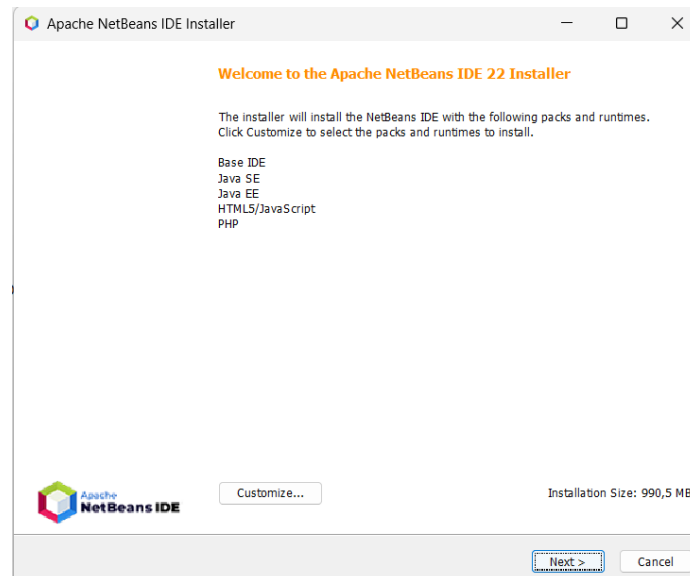 Apache NetBeans IDE Installer
Welcome to the Apache NetBeans IDE 22 Installer
The installer will install the NetBeans IDE with the following packs and runtimes.
Click Customize to select the packs and runtimes to install.
Base IDE
Java SE
Java EE
HTML5/JavaScript
PHP
Apache
NetBeans IDE
Customize...
Installation Size: 990,5 MB
Next >
Cancel